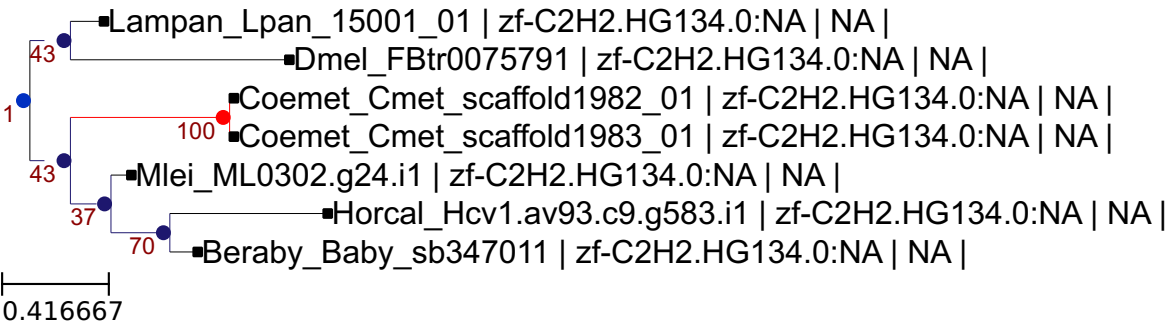 Lampan_Lpan_15001_01 | zf-C2H2.HG134.0:NA | NA |
43
Dmel_FBtr0075791 | zf-C2H2.HG134.0:NA | NA |
Coemet_Cmet_scaffold1982_01 | zf-C2H2.HG134.0:NA | NA |
1
100
Coemet_Cmet_scaffold1983_01 | zf-C2H2.HG134.0:NA | NA |
43
Mlei_ML0302.g24.i1 | zf-C2H2.HG134.0:NA | NA |
37
Horcal_Hcv1.av93.c9.g583.i1 | zf-C2H2.HG134.0:NA | NA |
70
Beraby_Baby_sb347011 | zf-C2H2.HG134.0:NA | NA |
0.416667